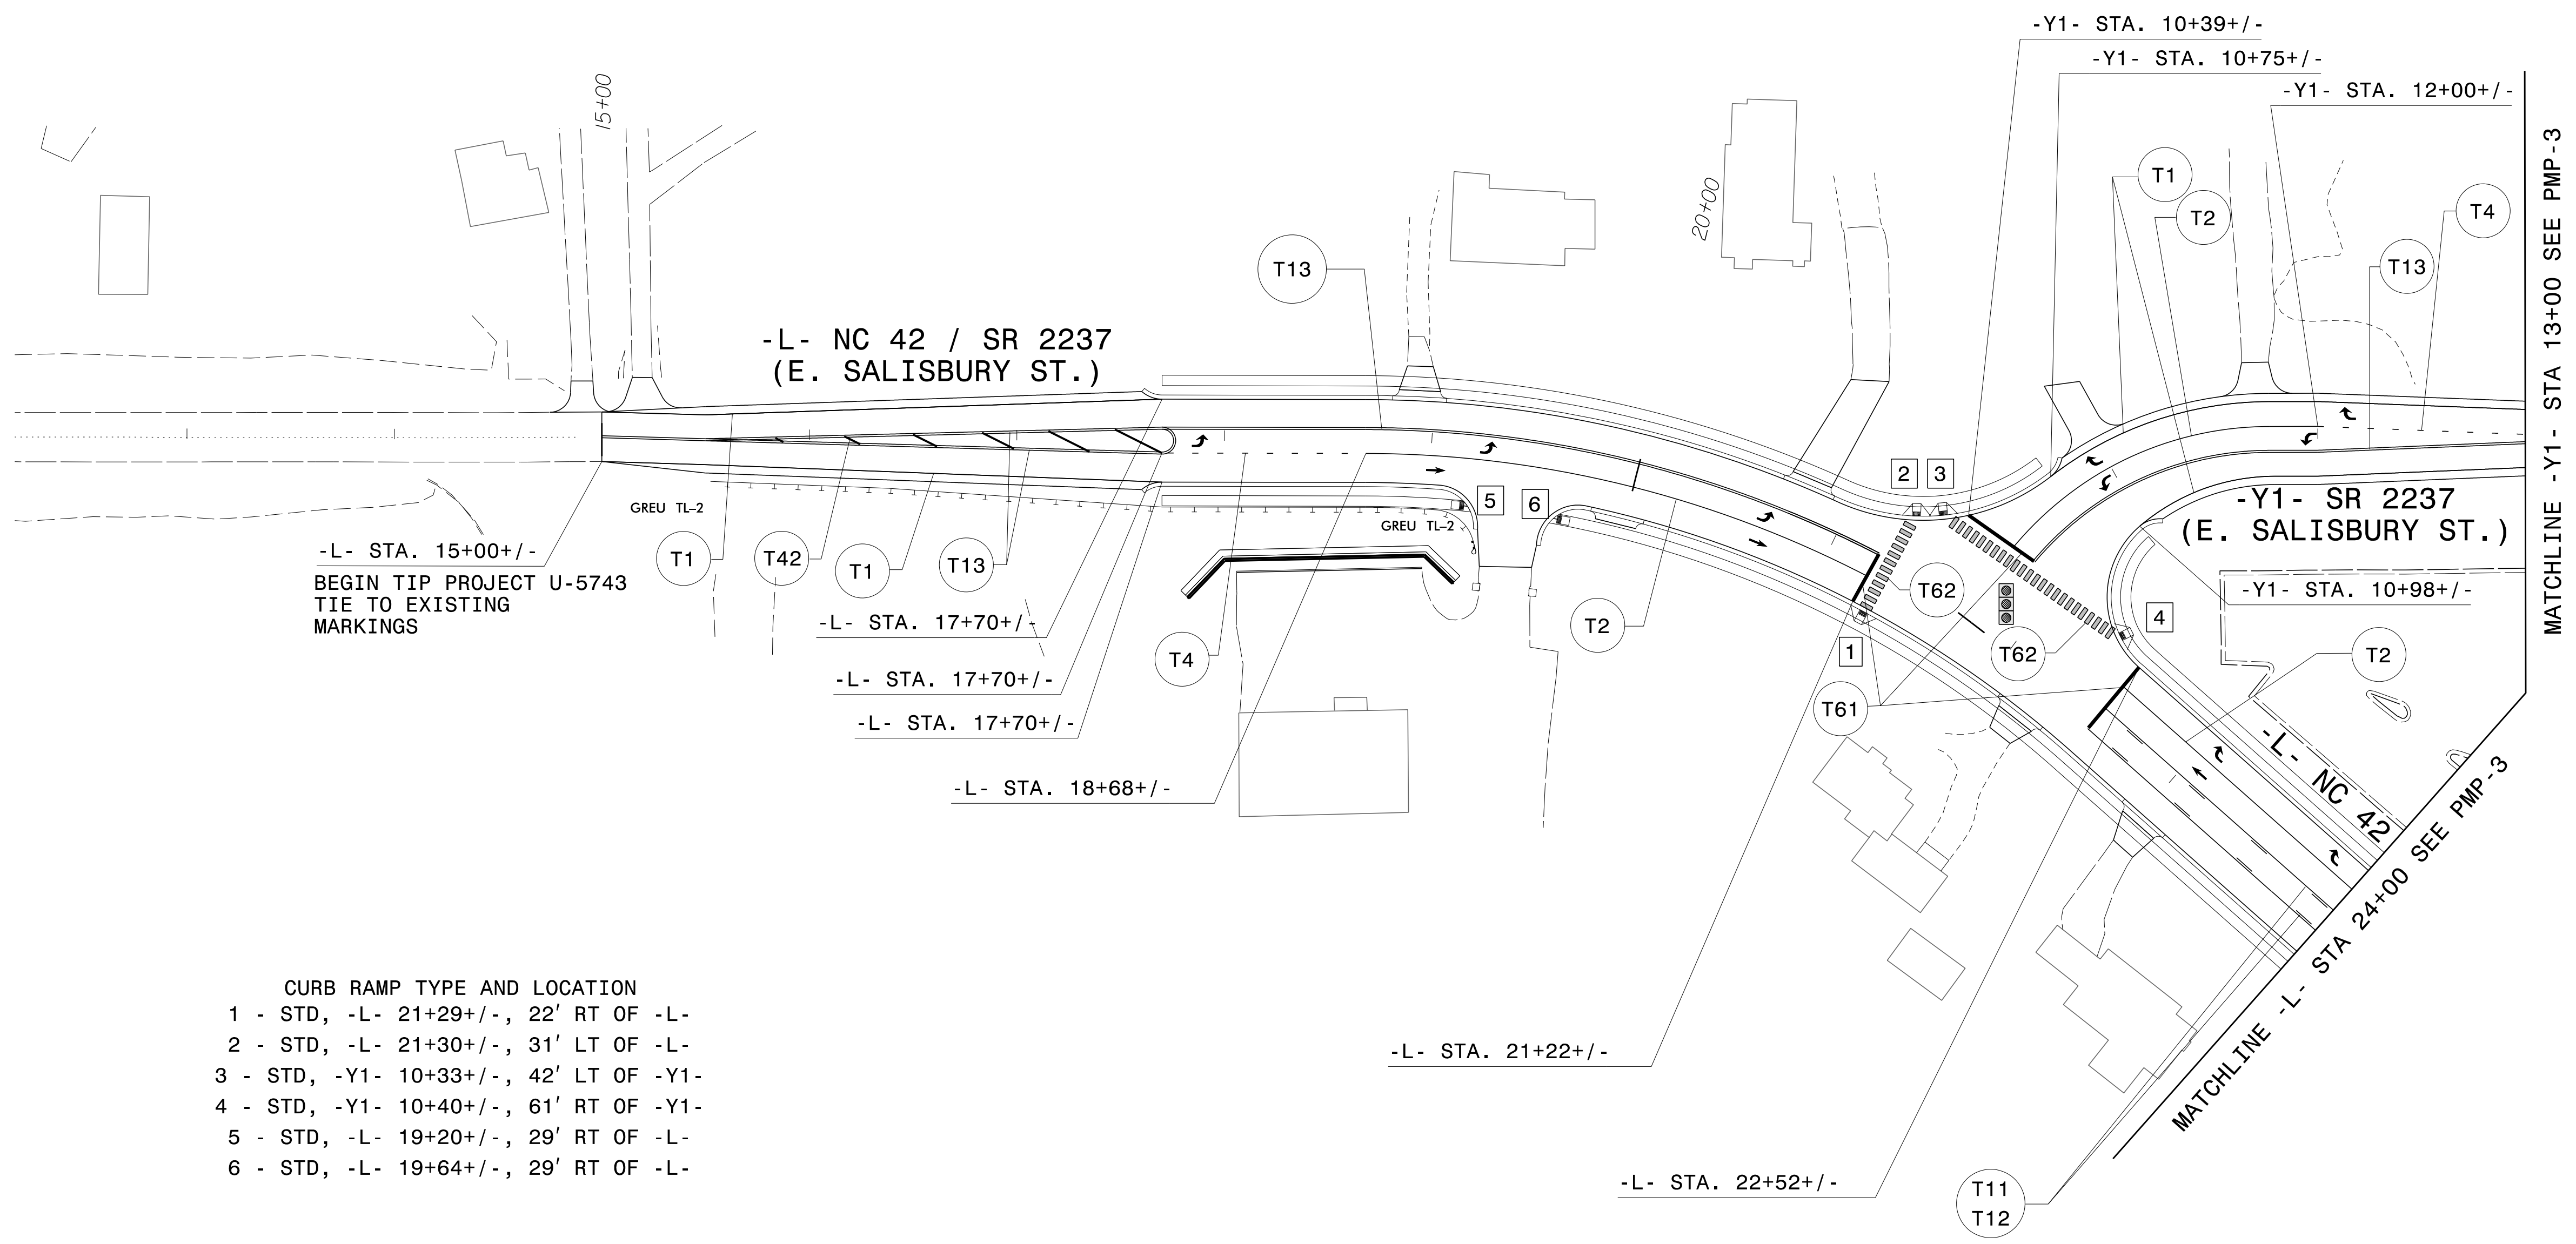 -Y1- STA. 10+39+/-
-Y1- STA. 10+75+/-
-Y1- STA. 12+00+/-
15+00
20+00
T1
T2
T4
T13
T13
MATCHLINE -Y1- STA 13+00 SEE PMP-3
-L- NC 42 / SR 2237
(E. SALISBURY ST.)
2
3
5
6
-Y1- SR 2237
(E. SALISBURY ST.)
GREU TL-2
GREU TL-2
-L- STA. 15+00+/-
BEGIN TIP PROJECT U-5743
TIE TO EXISTING
MARKINGS
T1
T42
T1
T13
-L- STA. 17+70+/-
-L- STA. 17+70+/-
-L- STA. 17+70+/-
-L- STA. 18+68+/-
T4
T2
T62
T62
T61
1
4
-Y1- STA. 10+98+/-
T2
-L- NC 42
MATCHLINE -L- STA 24+00 SEE PMP-3
-L- STA. 21+22+/-
-L- STA. 22+52+/-
T11
T12
CURB RAMP TYPE AND LOCATION
1 - STD, -L- 21+29+/-, 22' RT OF -L-
2 - STD, -L- 21+30+/-, 31' LT OF -L-
3 - STD, -Y1- 10+33+/-, 42' LT OF -Y1-
4 - STD, -Y1- 10+40+/-, 61' RT OF -Y1-
5 - STD, -L- 19+20+/-, 29' RT OF -L-
6 - STD, -L- 19+64+/-, 29' RT OF -L-